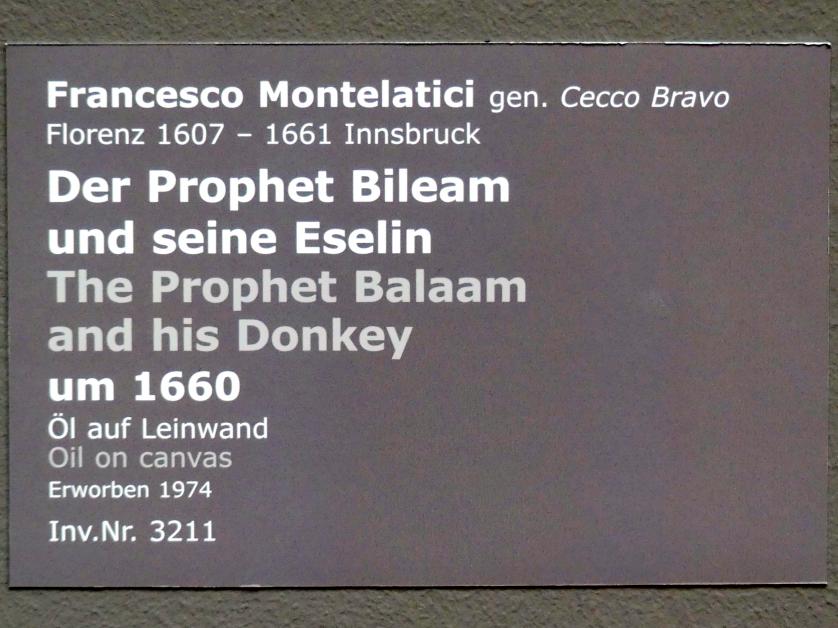 Francesco Montelatici gen. Cecco Bravo
Florenz 1607 – 1661 Innsbruck
Der Prophet Bileam
und seine Eselin
The Prophet Balaam
and his Donkey
um 1660
Öl auf Leinwand
Oil on canvas
Erworben 1974
Inv.Nr. 3211